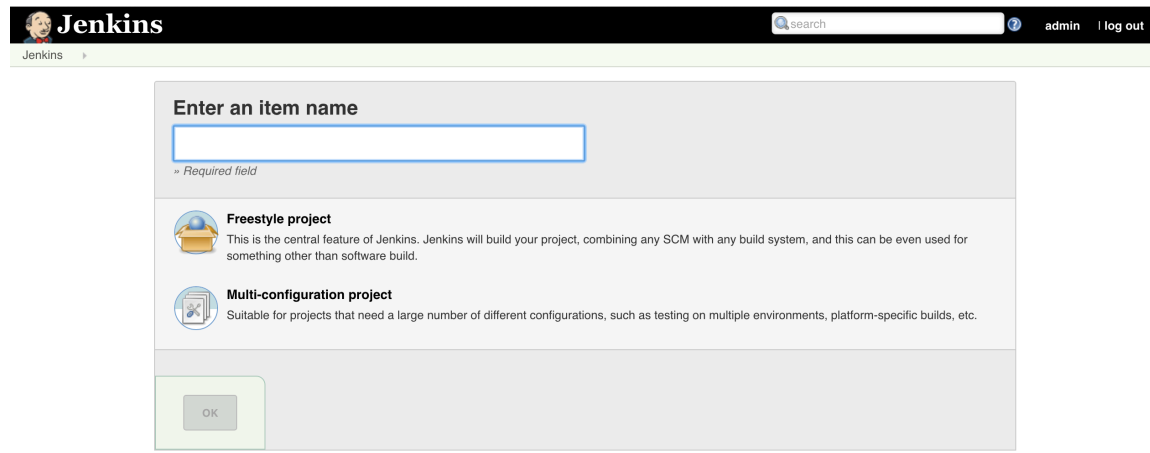 Jenkins
search
admin | log out
Jenkins
Enter an item name
» Required field
Freestyle project
This is the central feature of Jenkins. Jenkins will build your project, combining any SCM with any build system, and this can be even used for
something other than software build.
Multi-configuration project
Suitable for projects that need a large number of different configurations, such as testing on multiple environments, platform-specific builds, etc.
OK